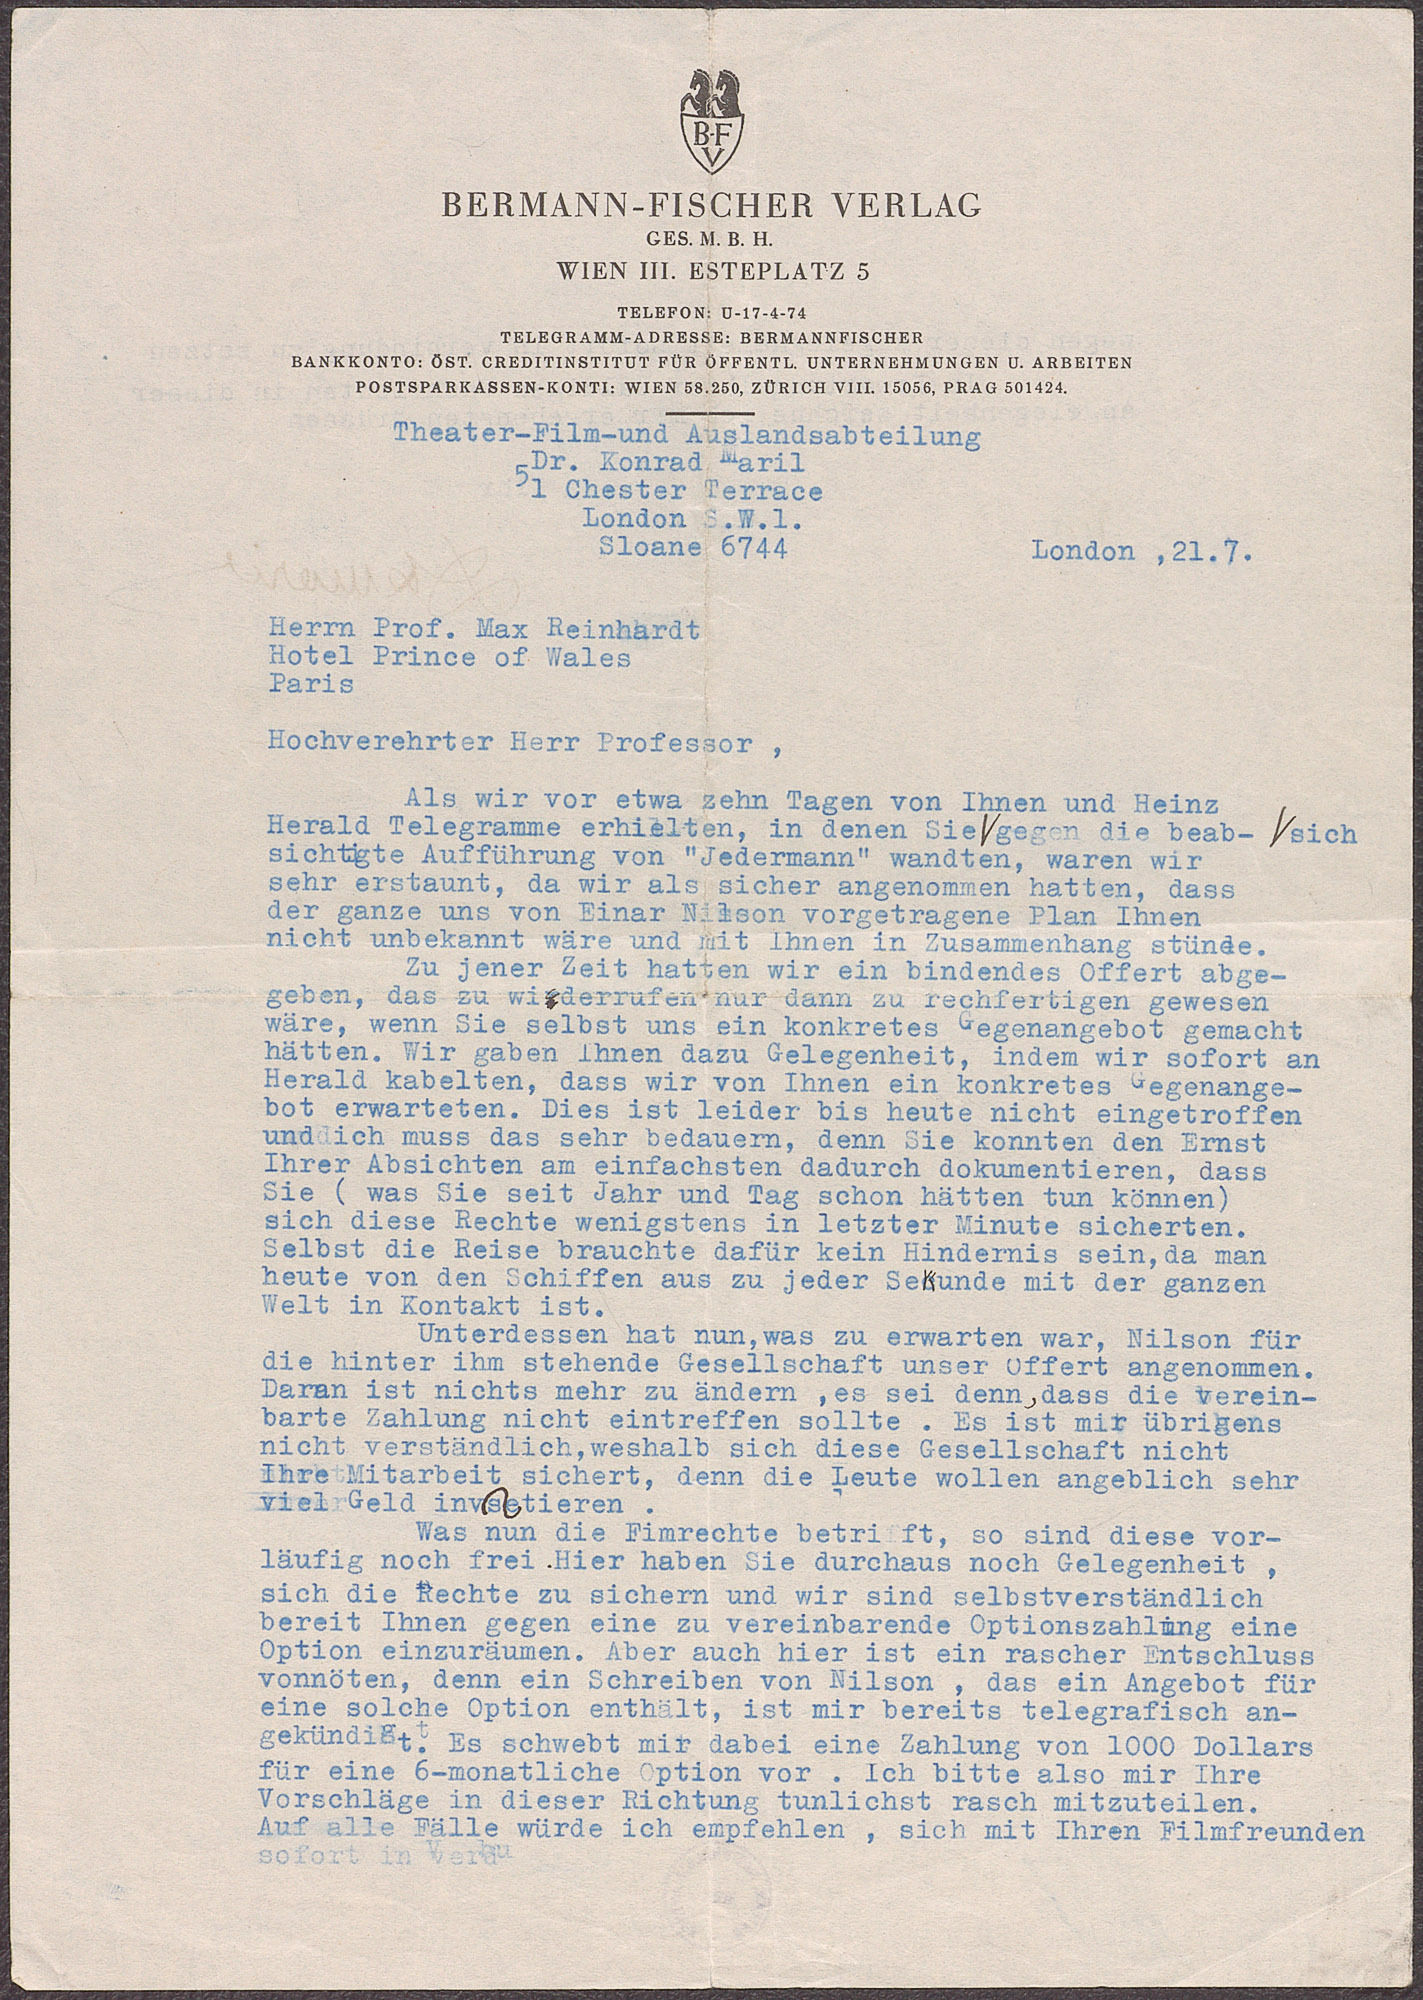 B-F
V
BERMANN-FISCHER VERLAG
GES. M. B. H.
WIEN III. ESTEPLATZ 5
TELEFON: U-17-4-74
TELEGRAMM-ADRESSE: BERMANNFISCHER
BANKKONTO: ÖST. CREDITINSTITUT FÜR ÖFFENTL. UNTERNEHMUNGEN U. ARBEITEN
POSTSPARKASSEN-KONTI: WIEN 58.250, ZÜRICH VIII. 15056, PRAG 501424.
Theater-Film-und Auslandsabteilung
Dr. Konrad Maril
51 Chester Terrace
London S.W.1.
Sloane 6744
London ,21.7.
Herrn Prof. Max Reinhardt
Hotel Prince of Wales
Paris
Hochverehrter Herr Professor ,
Als wir vor etwa zehn Tagen von Ihnen und Heinz
Herald Telegramme erhielten, in denen Sie gegen die beab- sich
sichtigte Aufführung von "Jedermann" wandten, waren wir
sehr erstaunt, da wir als sicher angenommen hatten, dass
der ganze uns von Einar Nilson vorgetragene Plan Ihnen
nicht unbekannt wäre und mit Ihnen in Zusammenhang stünde.
Zu jener Zeit hatten wir ein bindendes Offert abge-
geben, das zu widerrufen nur dann zu rechfertigen gewesen
wäre, wenn Sie selbst uns ein konkretes Gegenangebot gemacht
hätten. Wir gaben Ihnen dazu Gelegenheit, indem wir sofort an
Herald kabelten, dass wir von Ihnen ein konkretes Gegenange-
bot erwarteten. Dies ist leider bis heute nicht eingetroffen
und ich muss das sehr bedauern, denn Sie konnten den Ernst
Ihrer Absichten am einfachsten dadurch dokumentieren, dass
Sie ( was Sie seit Jahr und Tag schon hätten tun können)
sich diese Rechte wenigstens in letzter Minute sicherten.
Selbst die Reise brauchte dafür kein Hindernis sein,da man
heute von den Schiffen aus zu jeder Sekunde mit der ganzen
Welt in Kontakt ist.
Unterdessen hat nun,was zu erwarten war, Nilson für
die hinter ihm stehende Gesellschaft unser Offert angenommen.
Daran ist nichts mehr zu ändern ,es sei denn,dass die verein-
barte Zahlung nicht eintreffen sollte . Es ist mir übrigens
nicht verständlich,weshalb sich diese Gesellschaft nicht
Ihre Mitarbeit sichert, denn die Leute wollen angeblich sehr
viel Geld invsetieren .
Was nun die Fimrechte betrifft, so sind diese vor-
läufig noch frei .Hier haben Sie durchaus noch Gelegenheit ,
sich die Rechte zu sichern und wir sind selbstverständlich
bereit Ihnen gegen eine zu vereinbarende Optionszahlung eine
Option einzuräumen. Aber auch hier ist ein rascher Entschluss
vonnöten, denn ein Schreiben von Nilson , das ein Angebot für
eine solche Option enthält, ist mir bereits telegrafisch an-
gekündigt. Es schwebt mir dabei eine Zahlung von 1000 Dollars
für eine 6-monatliche Option vor . Ich bitte also mir Ihre
Vorschläge in dieser Richtung tunlichst rasch mitzuteilen.
Auf alle Fälle würde ich empfehlen , sich mit Ihren Filmfreunden
sofort in